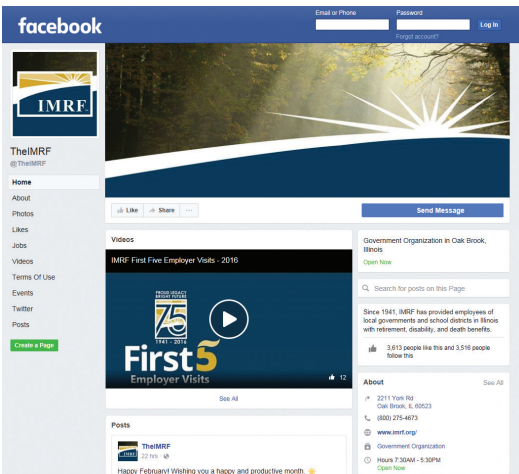 facebook
Email or Phone
Password
Log In
Forgot account?
IMRF
TheIMRF
@TheIMRF
Home
About
Photos
Likes
Jobs
Videos
Terms Of Use
Events
Twitter
Posts
Create a Page
Like
Share
...
Send Message
Videos
IMRF First Five Employer Visits - 2016
PROUD LEGACY
BRIGHT FUTURE
75
1941 - 2016
First5
Employer Visits
12
See All
Posts
IMRF
TheIMRF
22 hrs ·
Happy February! Wishing you a happy and productive month.
Government Organization in Oak Brook,
Illinois
Open Now
Search for posts on this Page
Since 1941, IMRF has provided employees of
local governments and school districts in Illinois
with retirement, disability, and death benefits.
3,613 people like this and 3,516 people
follow this
About
See All
2211 York Rd
Oak Brook, IL 60523
(800) 275-4673
www.imrf.org/
Government Organization
Hours 7:30AM - 5:30PM
Open Now